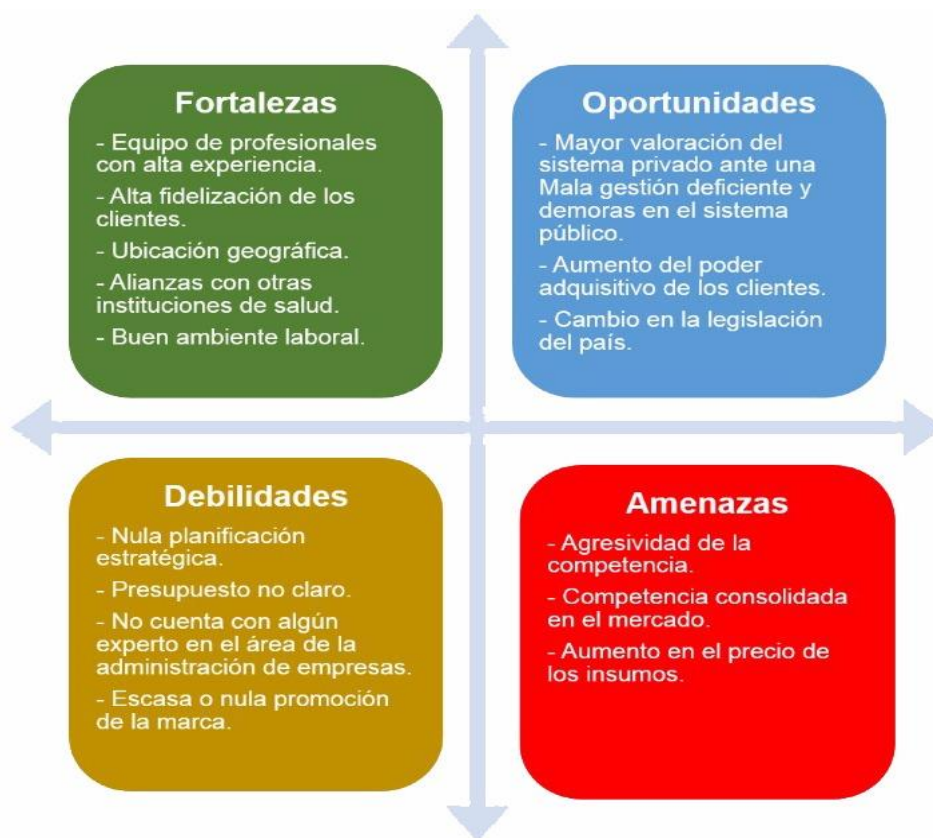 Fortalezas
- Equipo de profesionales
con alta experiencia.
- Alta fidelización de los
clientes.
- Ubicación geográfica.
- Alianzas con otras
instituciones de salud.
- Buen ambiente laboral.
Oportunidades
- Mayor valoración del
sistema privado ante una
Mala gestión deficiente y
demoras en el sistema
público.
- Aumento del poder
adquisitivo de los clientes.
- Cambio en la legislación
del país.
Debilidades
- Nula planificación
estratégica.
- Presupuesto no claro.
- No cuenta con algún
experto en el área de la
administración de empresas.
- Escasa o nula promoción
de la marca.
Amenazas
- Agresividad de la
competencia.
- Competencia consolidada
en el mercado.
- Aumento en el precio de
los insumos.